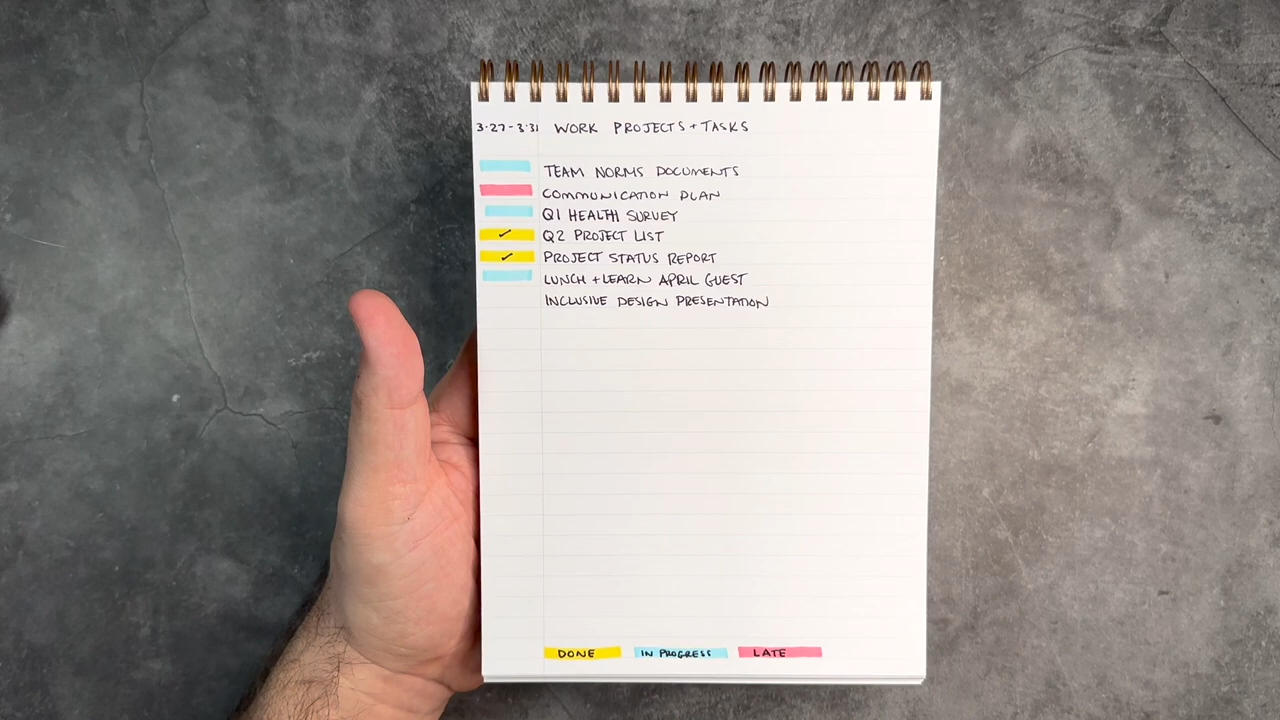 3-27-3-31 WORK PROJECTS + TASKS
TEAM NORMS DOCUMENTS
COMMUNICATION PLAN
Q1 HEALTH SURVEY
✓ Q2 PROJECT LIST
✓ PROJECT STATUS REPORT
LUNCH + LEARN APRIL GUEST
INCLUSIVE DESIGN PRESENTATION
DONE IN PROGRESS LATE